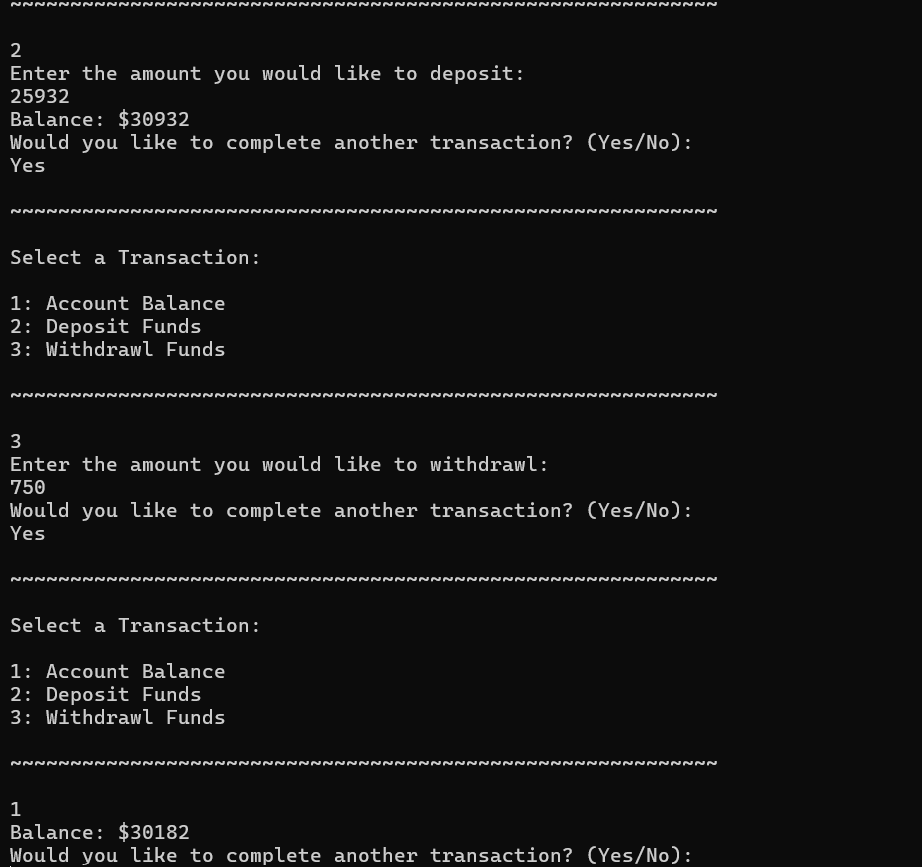 ~~~~~~~~~~~~~~~~~~~~~~~~~~~~~~~~~~~~~~~~~~~~~~~~~~~~~~~~~~~
2
Enter the amount you would like to deposit:
25932
Balance: $30932
Would you like to complete another transaction? (Yes/No):
Yes
~~~~~~~~~~~~~~~~~~~~~~~~~~~~~~~~~~~~~~~~~~~~~~~~~~~~~~~~~~~
Select a Transaction:
1: Account Balance
2: Deposit Funds
3: Withdrawl Funds
~~~~~~~~~~~~~~~~~~~~~~~~~~~~~~~~~~~~~~~~~~~~~~~~~~~~~~~~~~~
3
Enter the amount you would like to withdrawl:
750
Would you like to complete another transaction? (Yes/No):
Yes
~~~~~~~~~~~~~~~~~~~~~~~~~~~~~~~~~~~~~~~~~~~~~~~~~~~~~~~~~~~
Select a Transaction:
1: Account Balance
2: Deposit Funds
3: Withdrawl Funds
~~~~~~~~~~~~~~~~~~~~~~~~~~~~~~~~~~~~~~~~~~~~~~~~~~~~~~~~~~~
1
Balance: $30182
Would you like to complete another transaction? (Yes/No):